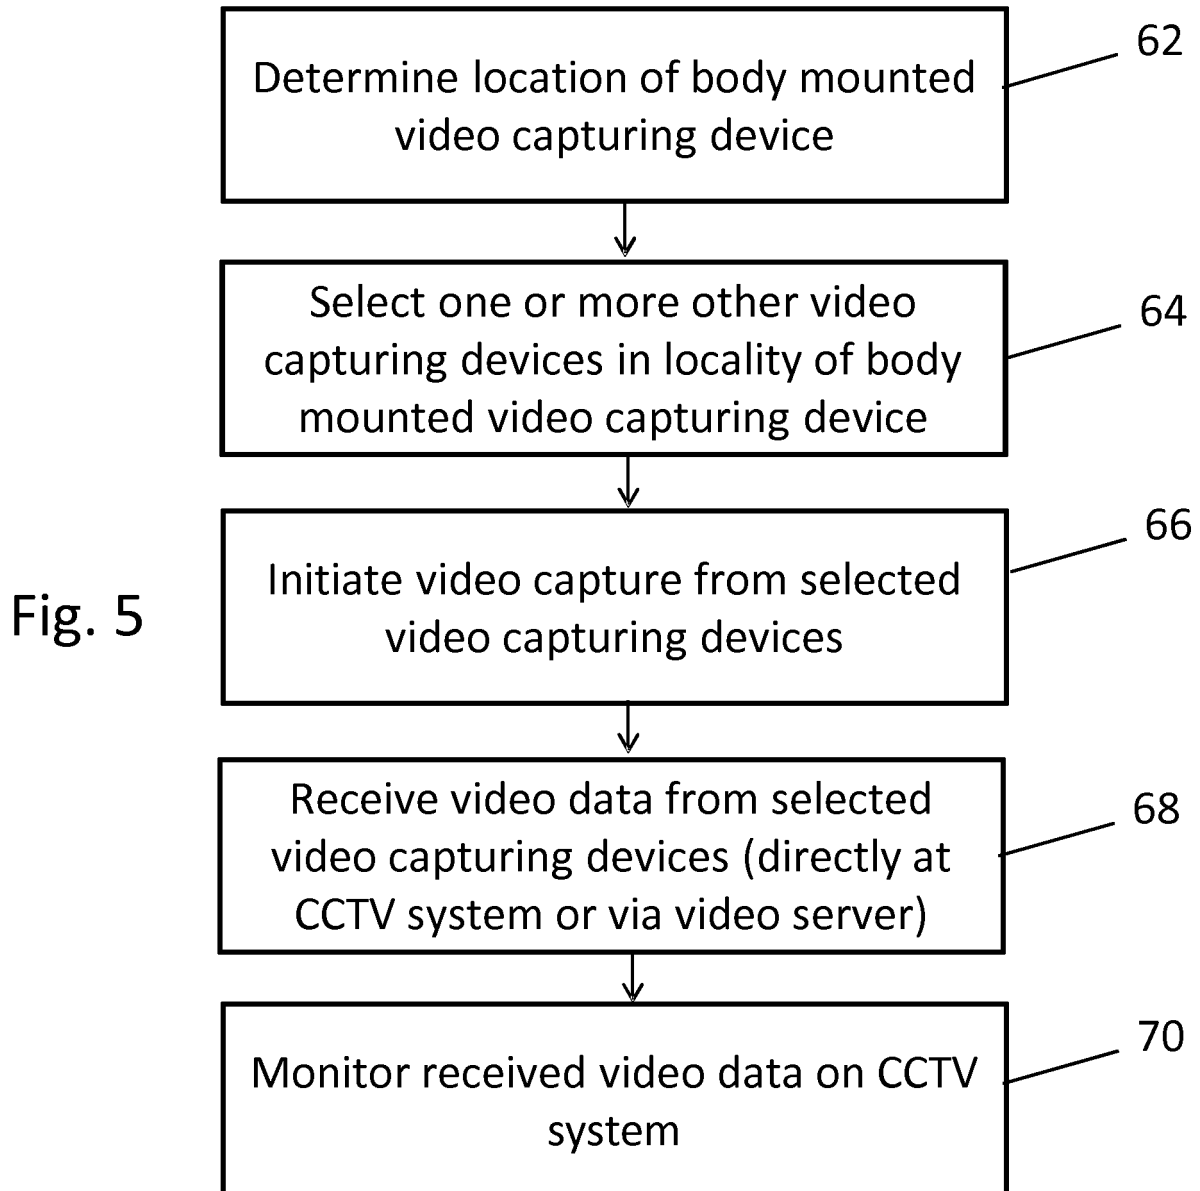 62
Determine location of body mounted
video capturing device
64
Select one or more other video
capturing devices in locality of body
mounted video capturing device
66
Initiate video capture from selected
video capturing devices
Fig. 5
68
Receive video data from selected
video capturing devices (directly at
CCTV system or via video server)
70
Monitor received video data on CCTV
system